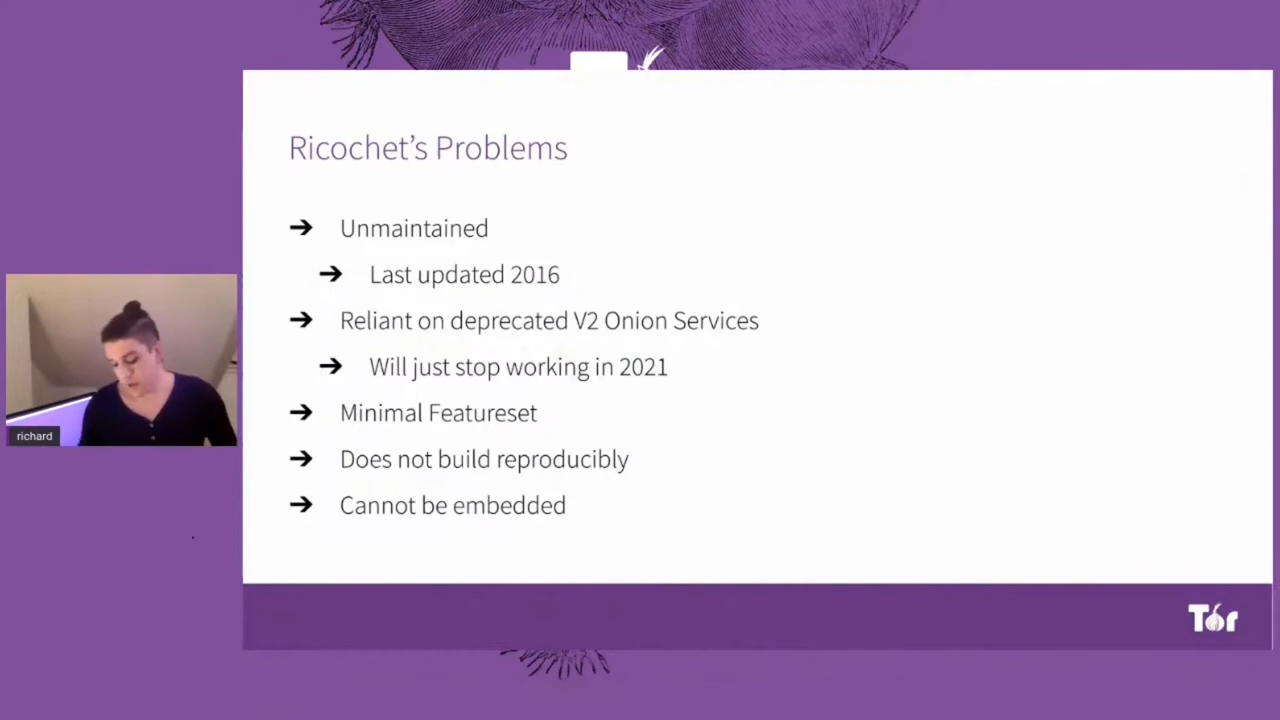 Ricochet’s Problems
➔ Unmaintained
➔ Last updated 2016
➔ Reliant on deprecated V2 Onion Services
➔ Will just stop working in 2021
➔ Minimal Featureset
➔ Does not build reproducibly
➔ Cannot be embedded
richard
Tor